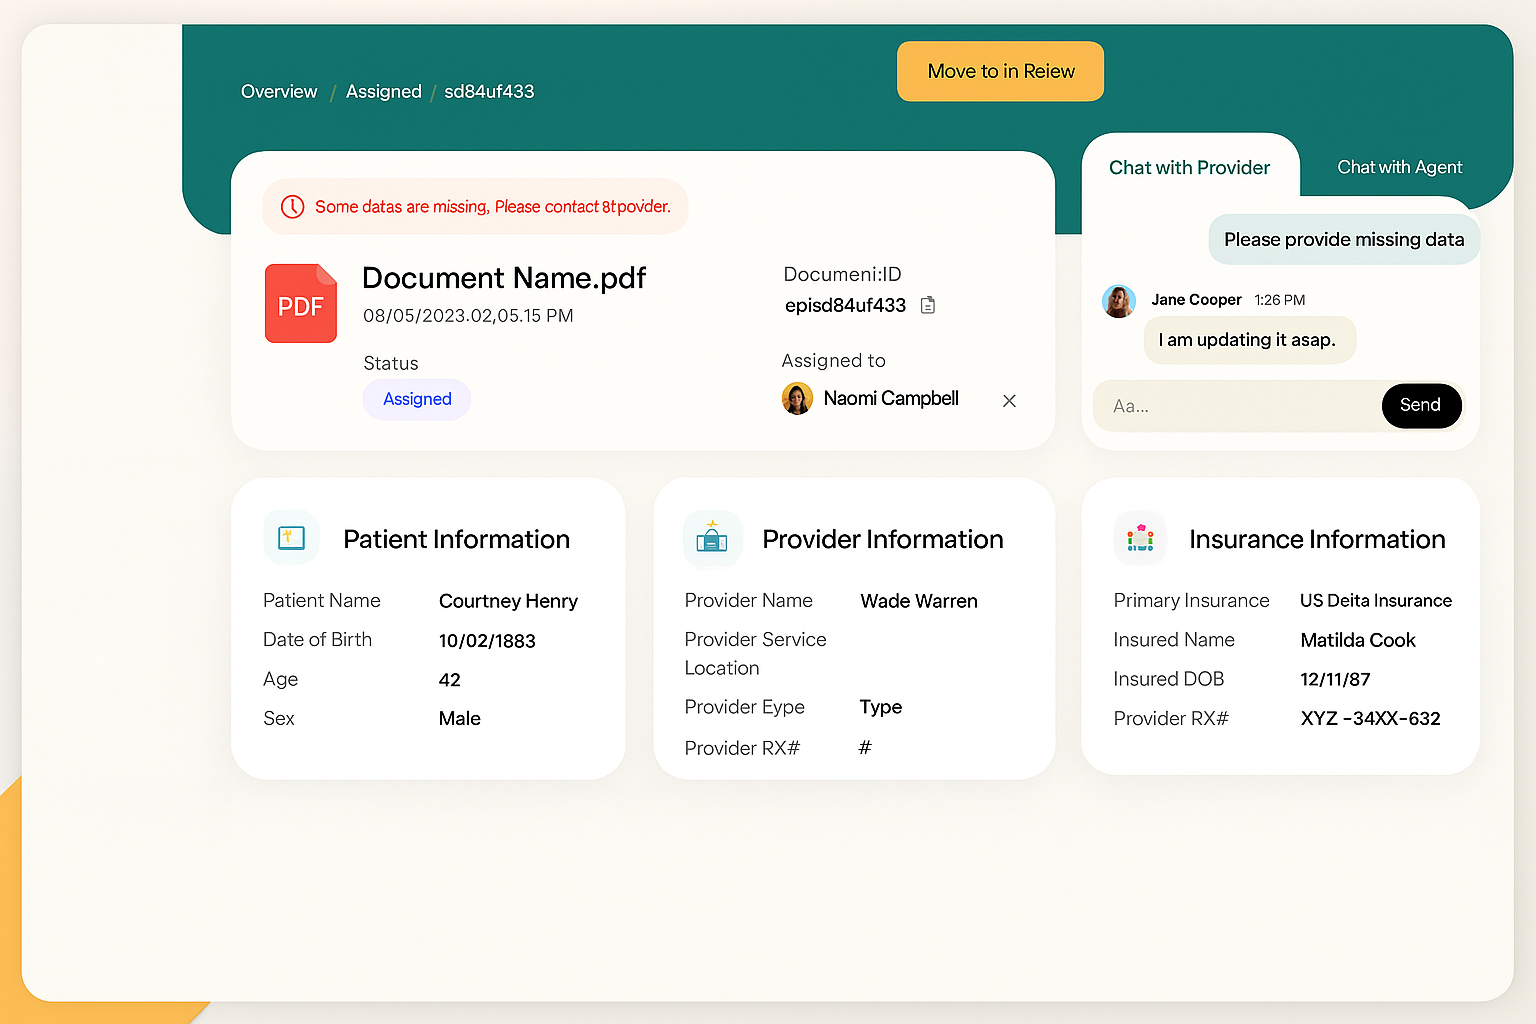 Move to in Reiew
Overview / Assigned / sd84uf433
Chat with Provider
Chat with Agent
Some datas are missing, Please contact 8tpovider.
PDF
Document Name.pdf
08/05/2023.02,05.15 PM
Status
Assigned
Documeni:ID
episd84uf433
Assigned to
Naomi Campbell
Please provide missing data
Jane Cooper 1:26 PM
I am updating it asap.
Aa...
Send
Patient Information
Patient Name Courtney Henry
Date of Birth 10/02/1883
Age 42
Sex Male
Provider Information
Provider Name Wade Warren
Provider Service
Location
Provider Eype Type
Provider RX# #
Insurance Information
Primary Insurance US Deita Insurance
Insured Name Matilda Cook
Insured DOB 12/11/87
Provider RX# XYZ -34XX-632